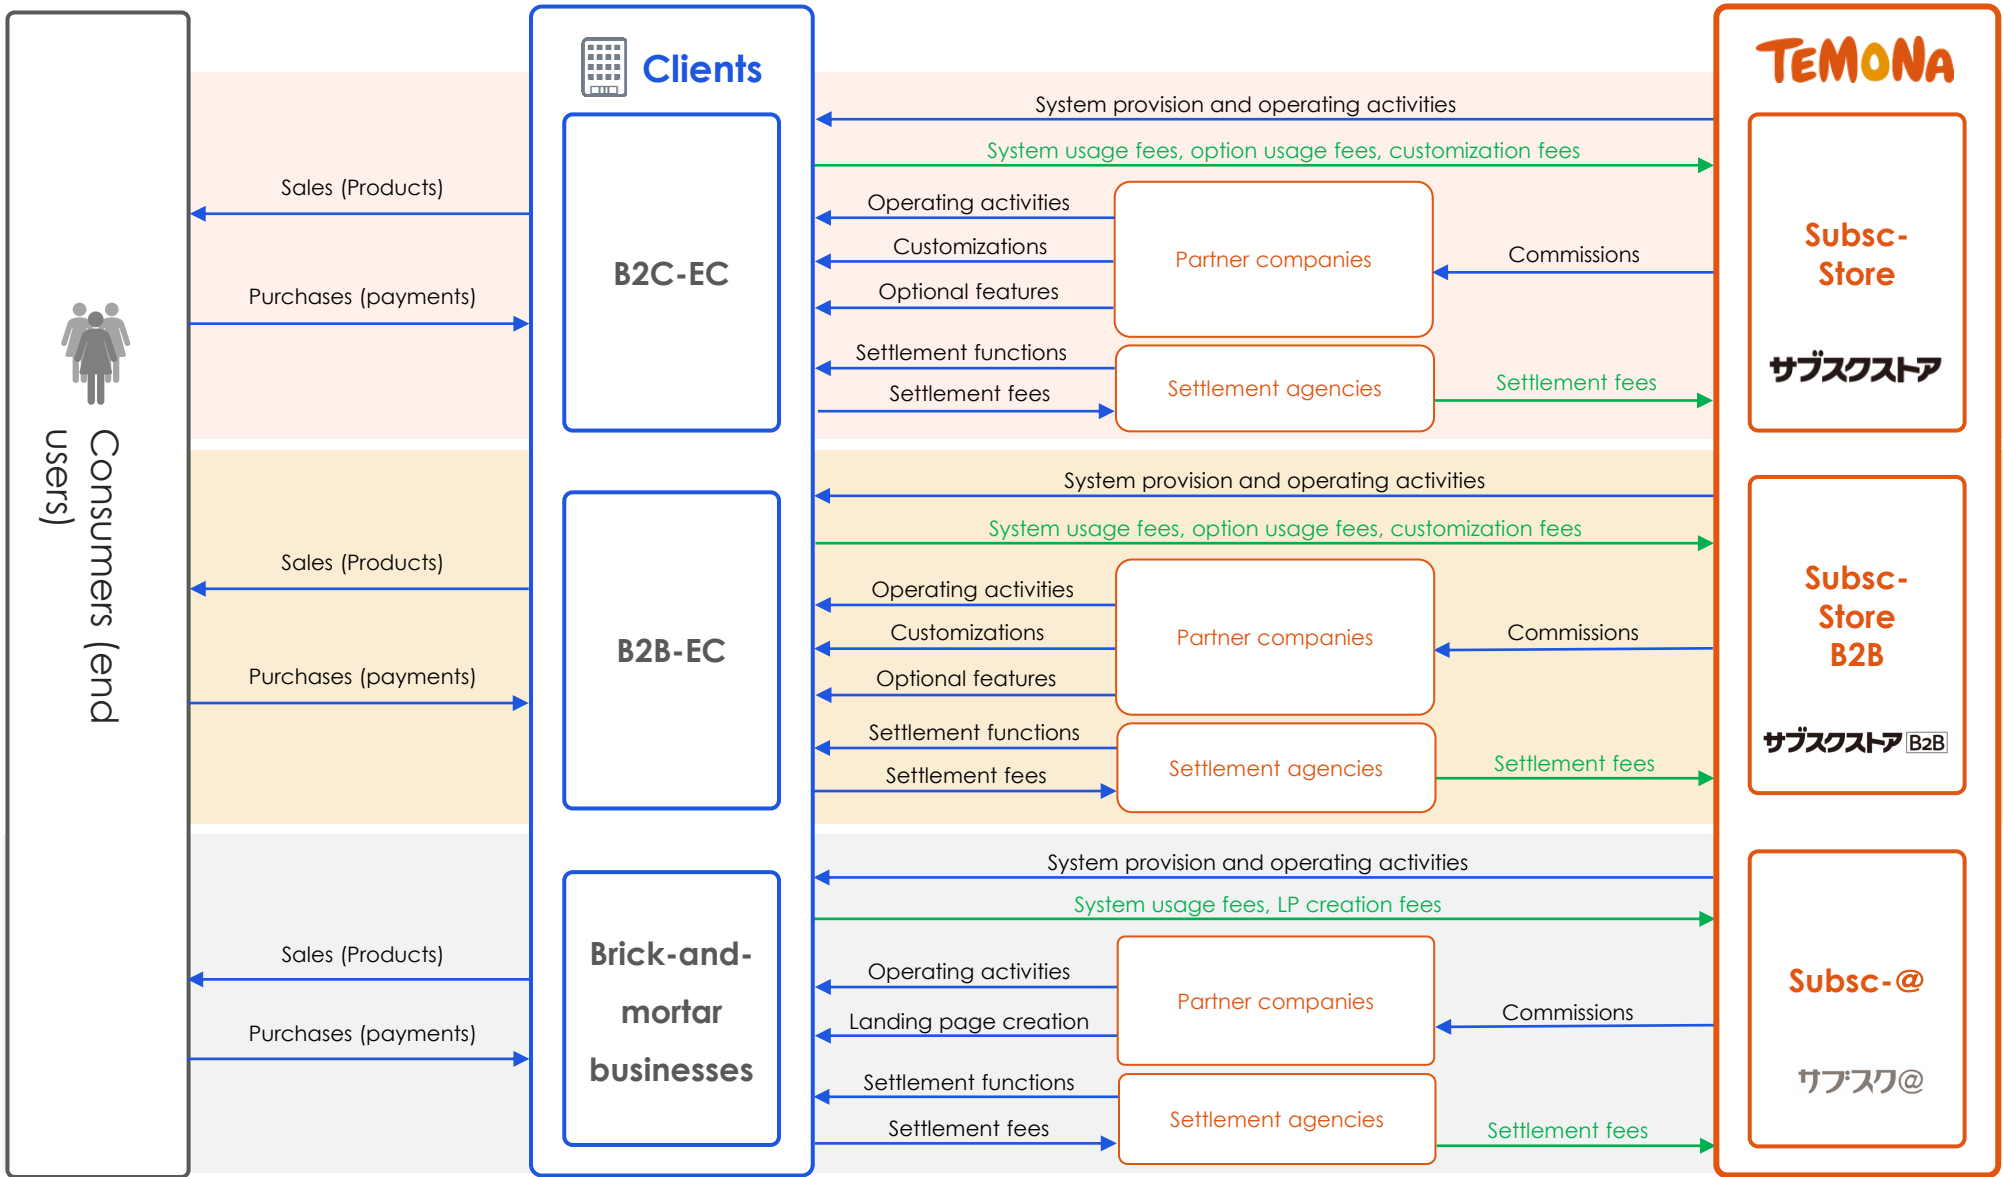 Consumers (end
users)
Clients
TEMONA
Sales (Products)
Purchases (payments)
B2C-EC
System provision and operating activities
System usage fees, option usage fees, customization fees
Operating activities
Customizations
Optional features
Partner companies
Commissions
Settlement functions
Settlement fees
Settlement agencies
Settlement fees
Subsc-
Store
サブスクストア
Sales (Products)
Purchases (payments)
B2B-EC
System provision and operating activities
System usage fees, option usage fees, customization fees
Operating activities
Customizations
Optional features
Partner companies
Commissions
Settlement functions
Settlement fees
Settlement agencies
Settlement fees
Subsc-
Store
B2B
サブスクストア B2B
Sales (Products)
Purchases (payments)
Brick-and-
mortar
businesses
System provision and operating activities
System usage fees, LP creation fees
Operating activities
Landing page creation
Partner companies
Commissions
Settlement functions
Settlement fees
Settlement agencies
Settlement fees
Subsc-@
サブスク@